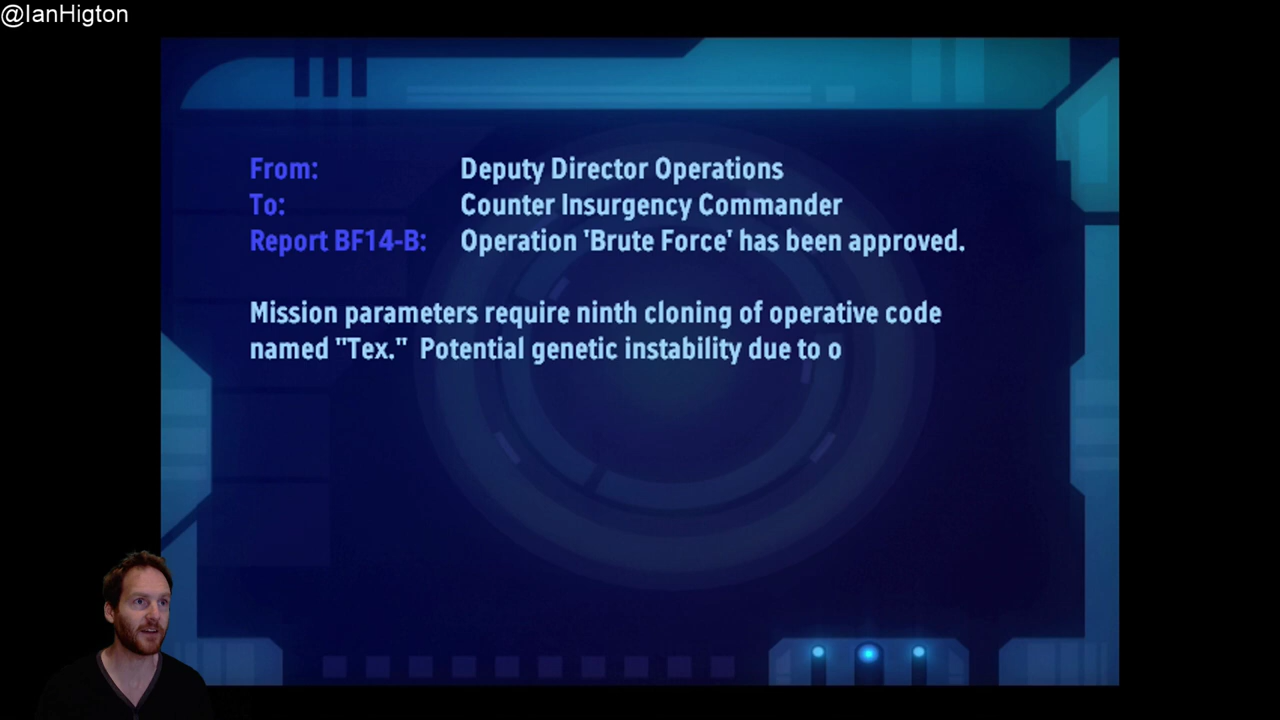 @IanHigton
From: Deputy Director Operations
To: Counter Insurgency Commander
Report BF14-B: Operation 'Brute Force' has been approved.
Mission parameters require ninth cloning of operative code
named "Tex." Potential genetic instability due to o